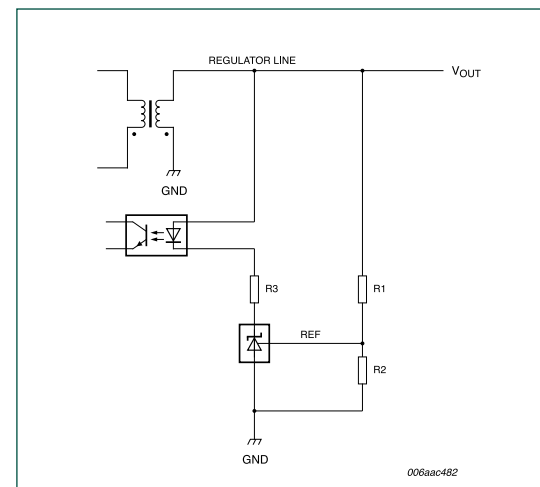 REGULATOR LINE
VOUT
GND
R3
R1
REF
R2
GND
006aac482